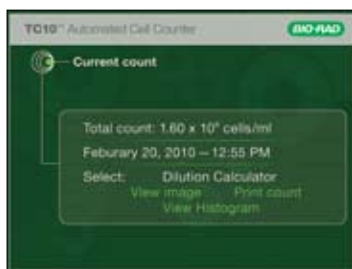 TC10™ Automated Cell Counter BIO-RAD
Current count
Total count: 1.60 x 10⁶ cells/ml
Feburary 20, 2010 — 12:55 PM
Select: Dilution Calculator
View image Print count
View Histogram